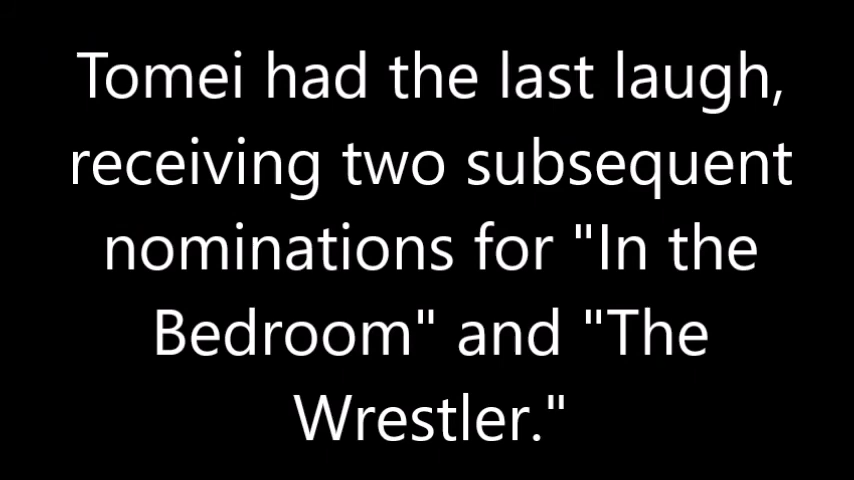 Tomei had the last laugh,
receiving two subsequent
nominations for "In the
Bedroom" and "The
Wrestler."